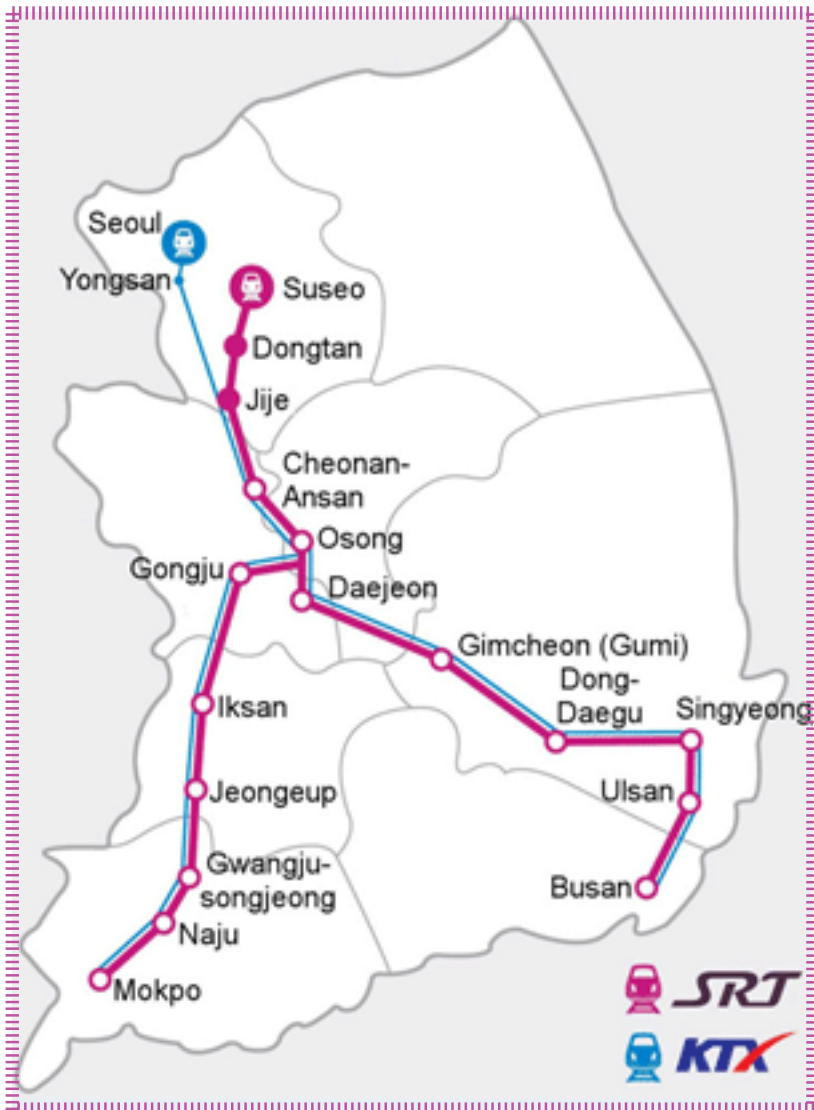 Seoul
Yongsan
Suseo
Dongtan
Jije
Cheonan-
Ansan
Osong
Gongju
Daejeon
Gimcheon (Gumi)
Dong-
Daegu
Singyeong
Iksan
Jeongeup
Ulsan
Gwangju-
songjeong
Busan
Naju
Mokpo
SRT
KTX